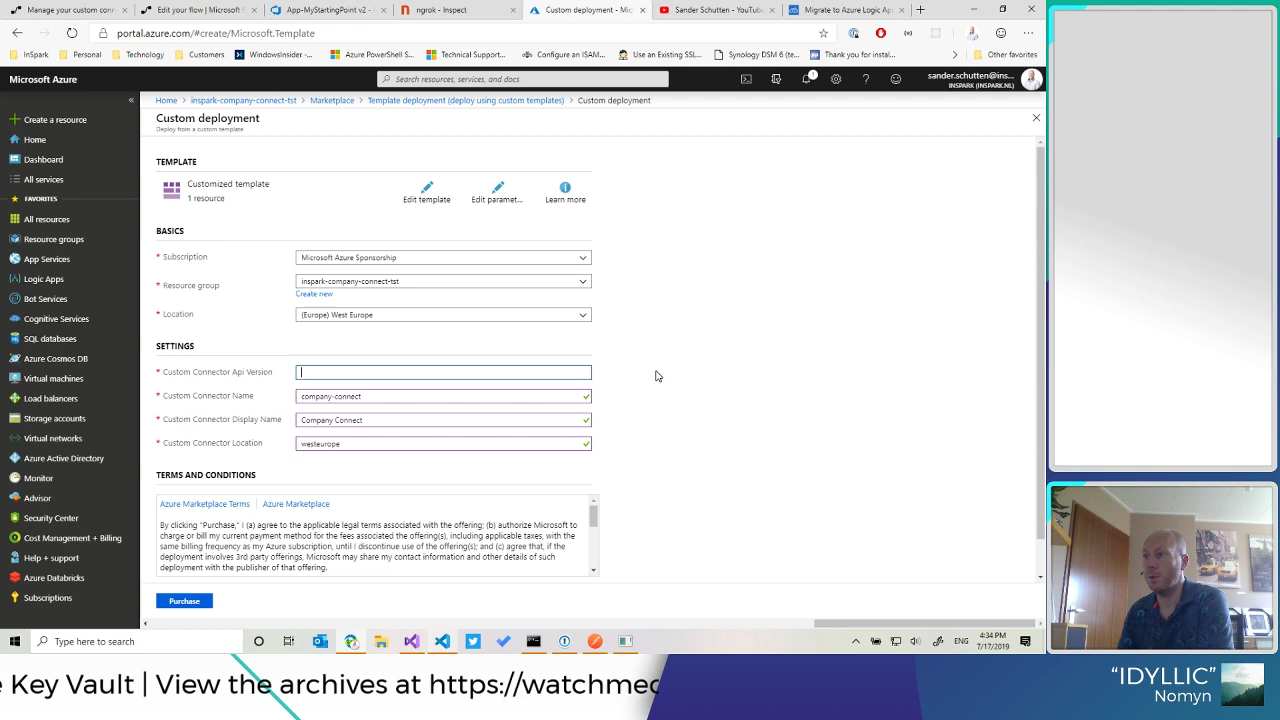 Manage your custom conn
Edit your flow | Microsoft F
App-MyStartingPoint v2 -
ngrok - Inspect
Custom deployment - Mic
Sander Schutten - YouTube
Migrate to Azure Logic App
portal.azure.com/#create/Microsoft.Template
InSpark
Personal
Technology
Customers
WindowsInsider -
Azure PowerShell S...
Technical Support...
Configure an ISAM...
Use an Existing SSL...
Synology DSM 6 (te...
Thank you for instal...
Other favorites
Microsoft Azure
Search resources, services, and docs
1
sander.schutten@ins...
INSPARK (INSPARK.NL)
Home > inspark-company-connect-tst > Marketplace > Template deployment (deploy using custom templates) > Custom deployment
Custom deployment
Deploy from a custom template
Create a resource
Home
Dashboard
All services
FAVORITES
All resources
Resource groups
App Services
Logic Apps
Bot Services
Cognitive Services
SQL databases
Azure Cosmos DB
Virtual machines
Load balancers
Storage accounts
Virtual networks
Azure Active Directory
Monitor
Advisor
Security Center
Cost Management + Billing
Help + support
Azure Databricks
Subscriptions
TEMPLATE
Customized template
1 resource
Edit template
Edit paramet...
Learn more
BASICS
* Subscription
Microsoft Azure Sponsorship
* Resource group
inspark-company-connect-tst
Create new
* Location
(Europe) West Europe
SETTINGS
* Custom Connector Api Version
* Custom Connector Name
company-connect
* Custom Connector Display Name
Company Connect
* Custom Connector Location
westeurope
TERMS AND CONDITIONS
Azure Marketplace Terms | Azure Marketplace
By clicking "Purchase," I (a) agree to the applicable legal terms associated with the offering; (b) authorize Microsoft to
charge or bill my current payment method for the fees associated the offering(s), including applicable taxes, with the
same billing frequency as my Azure subscription, until I discontinue use of the offering(s); and (c) agree that, if the
deployment involves 3rd party offerings, Microsoft may share my contact information and other details of such
deployment with the publisher of that offering.
Purchase
Type here to search
ENG
4:34 PM
7/17/2019
e Key Vault | View the archives at https://watchmec
"IDYLLIC"
Nomyn